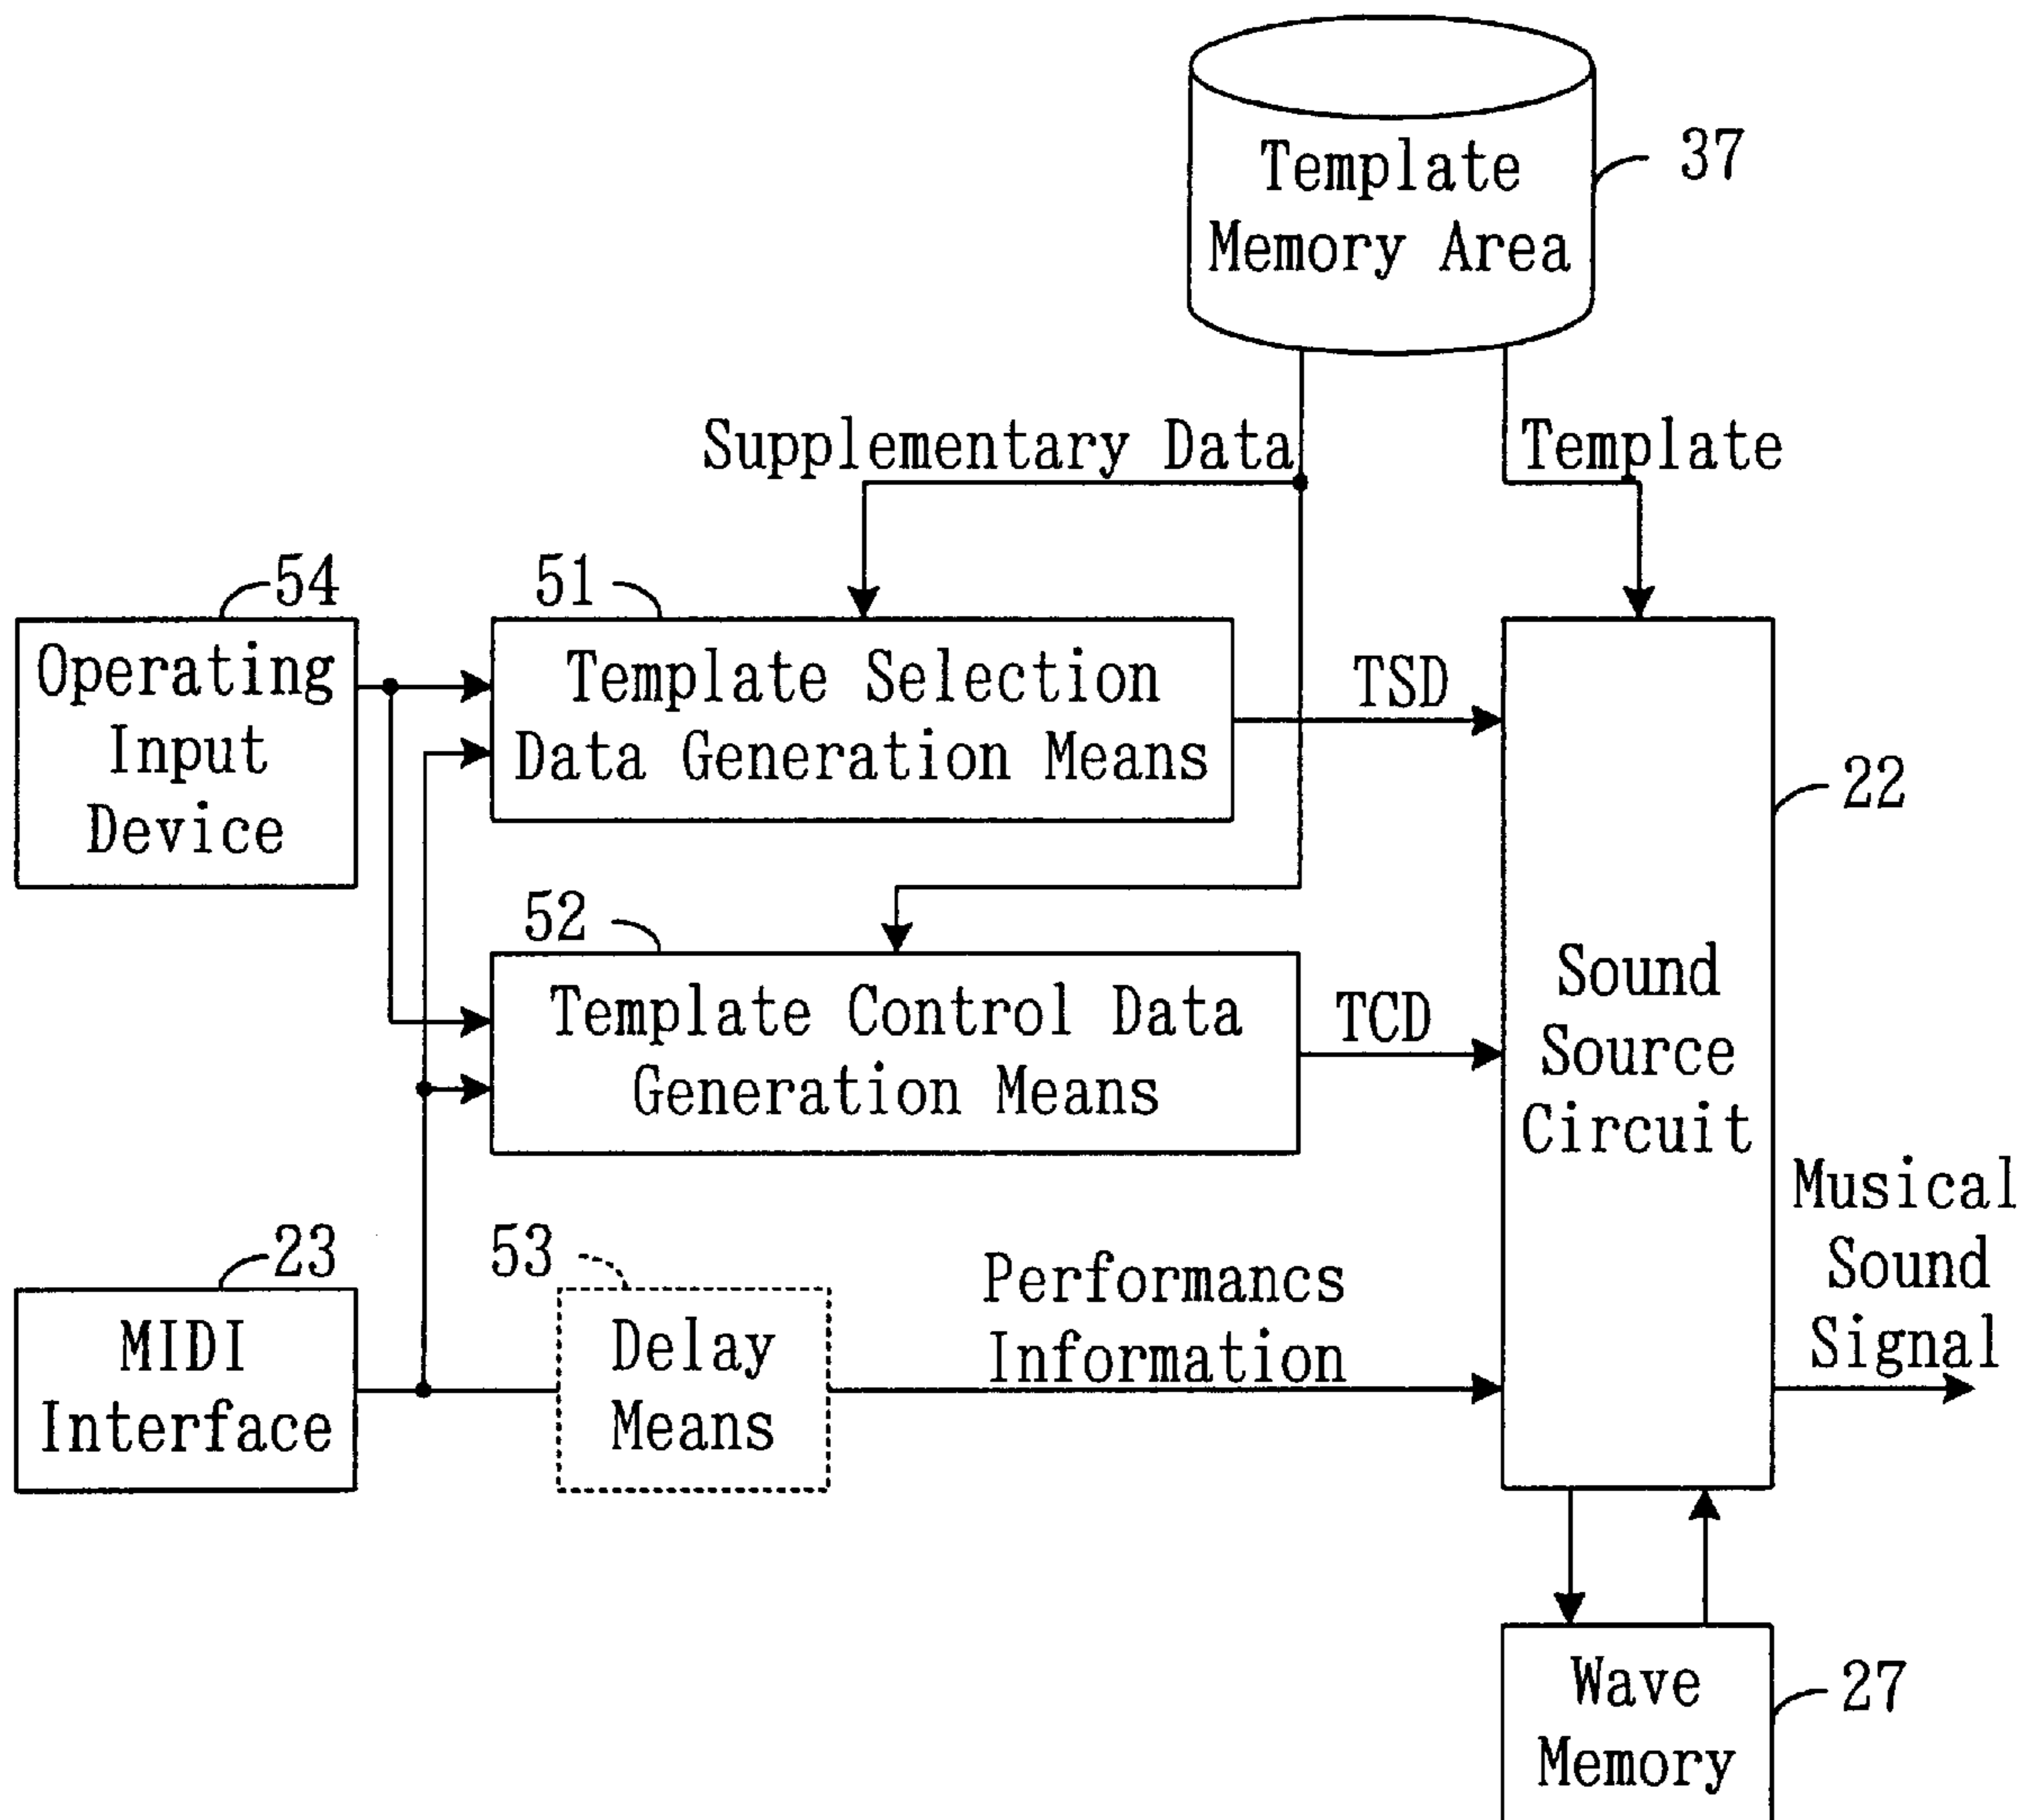 Template
Memory Area
37
Supplementary Data
Template
54
Operating
Input
Device
51
Template Selection
Data Generation Means
TSD
22
Sound
Source
Circuit
52
Template Control Data
Generation Means
TCD
23
MIDI
Interface
53
Delay
Means
Performancs
Information
Musical
Sound
Signal
Wave
Memory
27